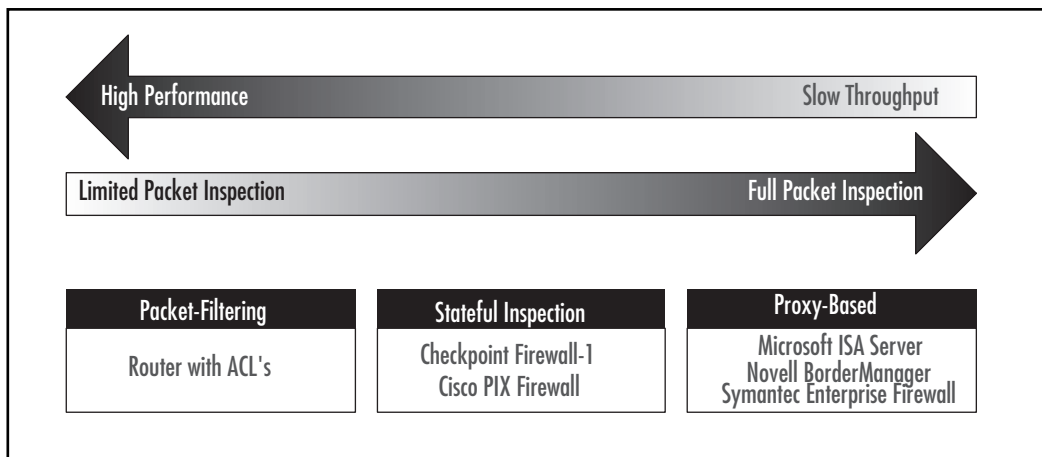 High Performance
Slow Throughput
Limited Packet Inspection
Full Packet Inspection
Packet-Filtering
Router with ACL's
Stateful Inspection
Checkpoint Firewall-1
Cisco PIX Firewall
Proxy-Based
Microsoft ISA Server
Novell BorderManager
Symantec Enterprise Firewall